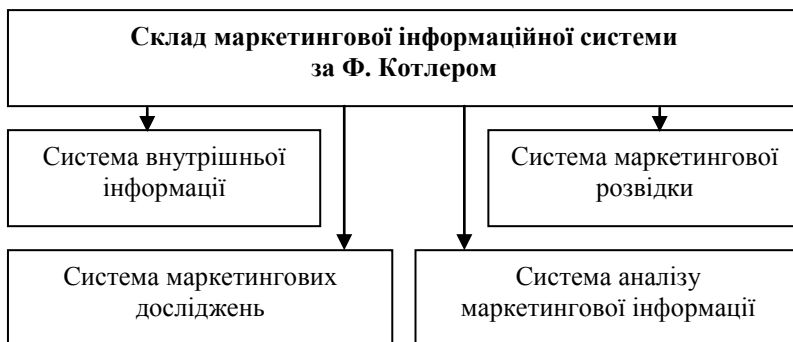 Склад маркетингової інформаційної системи
за Ф. Котлером
Система внутрішньої
інформації
Система маркетингової
розвідки
Система маркетингових
досліджень
Система аналізу
маркетингової інформації